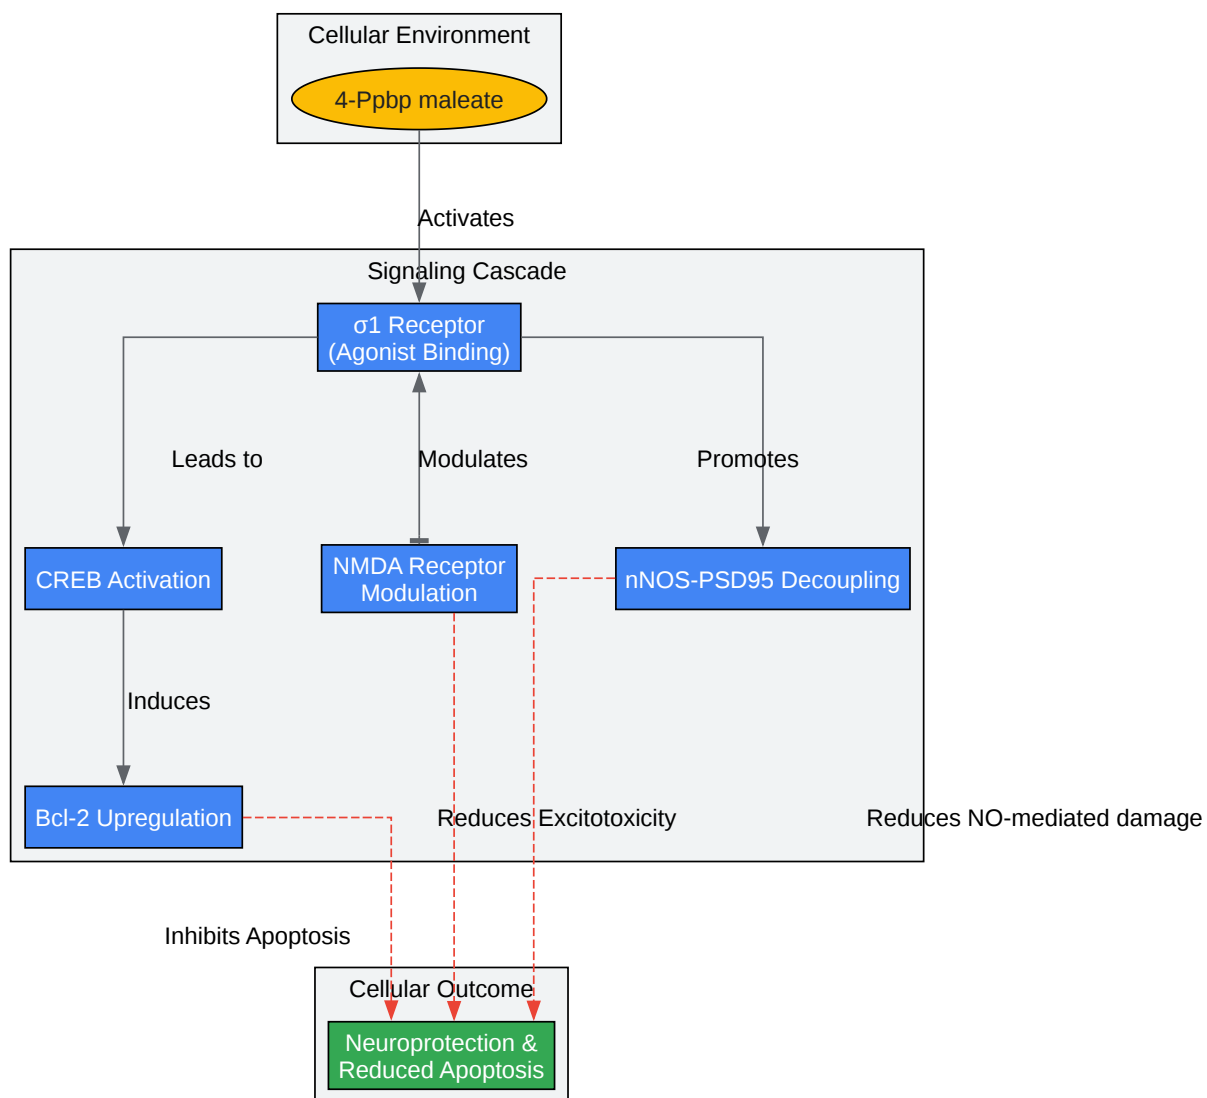 Cellular Environment
4-Ppbp maleate
Activates
Signaling Cascade
σ1 Receptor
(Agonist Binding)
Leads to
Modulates
Promotes
CREB Activation
NMDA Receptor
Modulation
nNOS-PSD95 Decoupling
Induces
Bcl-2 Upregulation
Reduces Excitotoxicity
Reduces NO-mediated damage
Inhibits Apoptosis
Cellular Outcome
Neuroprotection &
Reduced Apoptosis